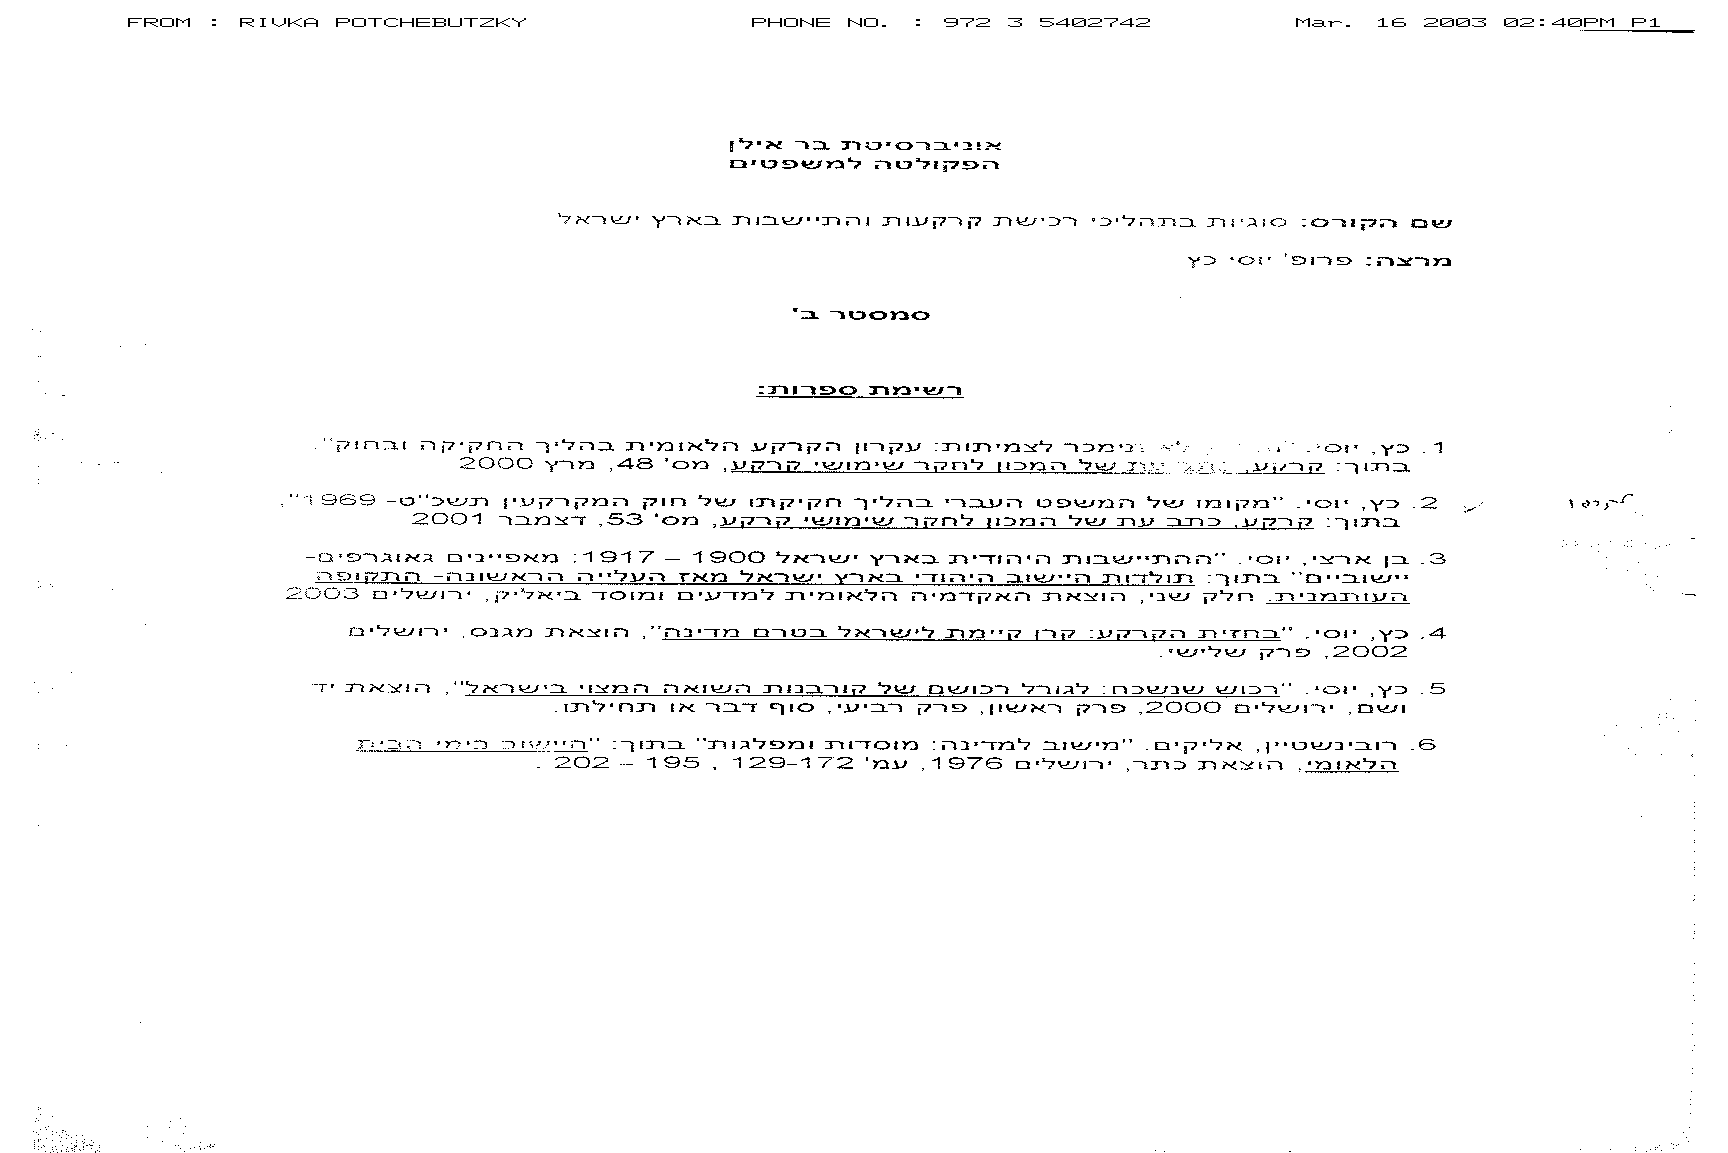 FROM : RIVKA POTCHEBUTZKY PHONE NO. : 972 3 5402742 Mar. 16 2003 02:40PM P1
אוניברסיטת בר אילן
הפקולטה למשפטים
שם הקורס: סוגיות בתהליכי רכישת קרקעות והתיישבות בארץ ישראל
מרצה: פרופ' יוסי כץ
סמסטר ב'
רשימת ספרות:
1. כץ, יוסי. לא נימכר לצמיתות: עקרון הקרקע הלאומית בהליך החקיקה ובחוק".
בתוך: קרקע, עת של המכון לחקר שימושי קרקע, מס' 48, מרץ 2000
2. כץ, יוסי. "מקומו של המשפט העברי בהליך חקיקתו של חוק המקרקעין תשכ"ט- 1969",
בתוך: קרקע, כתב עת של המכון לחקר שימושי קרקע, מס' 53, דצמבר 2001
3. בן ארצי, יוסי. "ההתיישבות היהודית בארץ ישראל 1900 – 1917: מאפיינים גאוגרפים-
יישוביים" בתוך: תולדות היישוב היהודי בארץ ישראל מאז העלייה הראשונה- התקופה
העותמנית. חלק שני, הוצאת האקדמיה הלאומית למדעים ומוסד ביאליק, ירושלים 2003
4. כץ, יוסי. "בחזית הקרקע: קרן קיימת לישראל בטרם מדינה", הוצאת מגנס, ירושלים
2002, פרק שלישי.
5. כץ, יוסי. "רכוש שנשכח: לגורל רכושם של קורבנות השואה המצוי בישראל", הוצאת יד
ושם, ירושלים 2000, פרק ראשון, פרק רביעי, סוף דבר או תחילתו.
6. רובינשטיין, אליקים. "מישוב למדינה: מוסדות ומפלגות" בתוך: "היישוב בימי הבית
הלאומי, הוצאת כתר, ירושלים 1976, עמ' 129-172 , 195 – 202 .